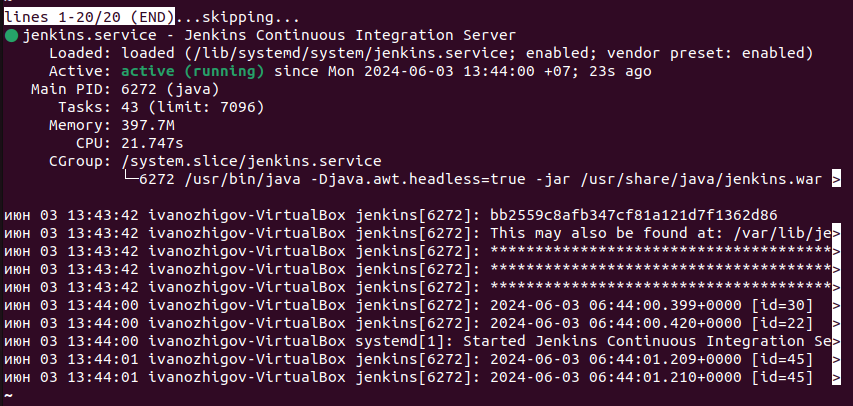 lines 1-20/20 (END)...skipping...
● jenkins.service - Jenkins Continuous Integration Server
     Loaded: loaded (/lib/systemd/system/jenkins.service; enabled; vendor preset: enabled)
     Active: active (running) since Mon 2024-06-03 13:44:00 +07; 23s ago
   Main PID: 6272 (java)
      Tasks: 43 (limit: 7096)
     Memory: 397.7M
        CPU: 21.747s
     CGroup: /system.slice/jenkins.service
             └─6272 /usr/bin/java -Djava.awt.headless=true -jar /usr/share/java/jenkins.war >
июн 03 13:43:42 ivanozhigov-VirtualBox jenkins[6272]: bb2559c8afb347cf81a121d7f1362d86
июн 03 13:43:42 ivanozhigov-VirtualBox jenkins[6272]: This may also be found at: /var/lib/je>
июн 03 13:43:42 ivanozhigov-VirtualBox jenkins[6272]: **************************************>
июн 03 13:43:42 ivanozhigov-VirtualBox jenkins[6272]: **************************************>
июн 03 13:43:42 ivanozhigov-VirtualBox jenkins[6272]: **************************************>
июн 03 13:44:00 ivanozhigov-VirtualBox jenkins[6272]: 2024-06-03 06:44:00.399+0000 [id=30]  >
июн 03 13:44:00 ivanozhigov-VirtualBox jenkins[6272]: 2024-06-03 06:44:00.420+0000 [id=22]  >
июн 03 13:44:00 ivanozhigov-VirtualBox systemd[1]: Started Jenkins Continuous Integration Se>
июн 03 13:44:01 ivanozhigov-VirtualBox jenkins[6272]: 2024-06-03 06:44:01.209+0000 [id=45]  >
июн 03 13:44:01 ivanozhigov-VirtualBox jenkins[6272]: 2024-06-03 06:44:01.210+0000 [id=45]  >
~